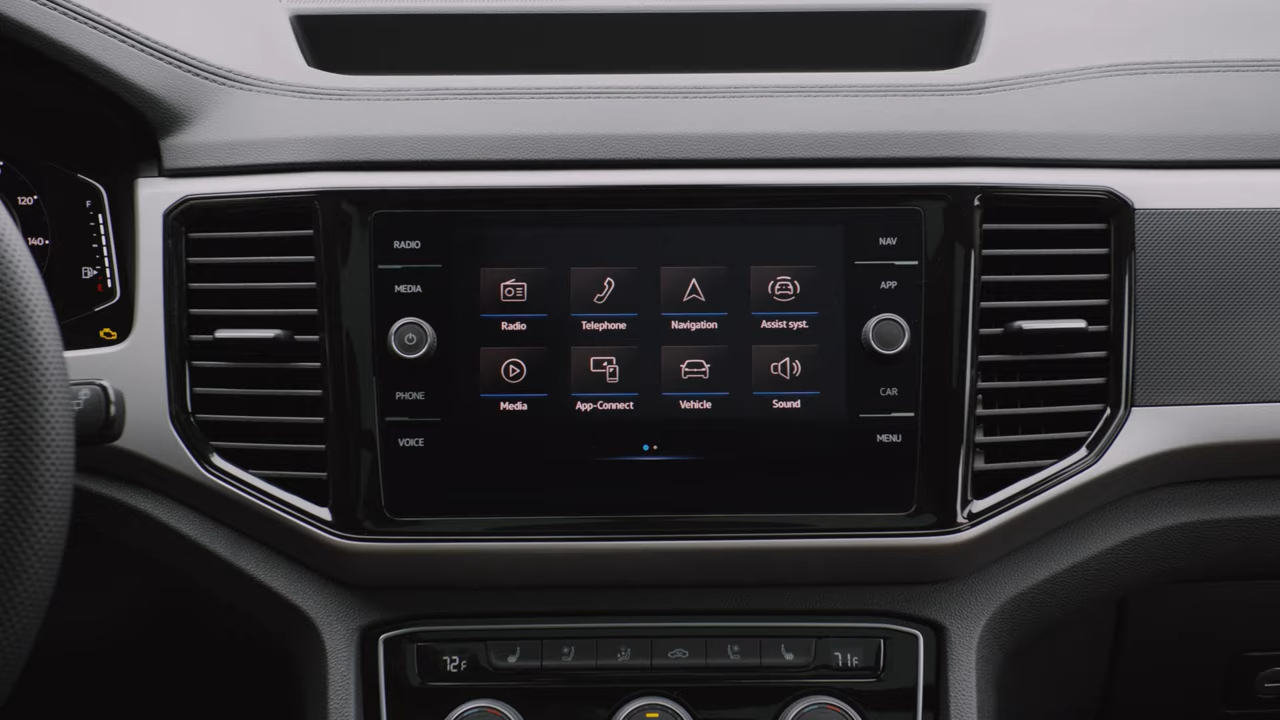 120
F
140
RADIO
MEDIA
PHONE
VOICE
Radio
Telephone
Navigation
Assist syst.
Media
App-Connect
Vehicle
Sound
NAV
APP
CAR
MENU
72F
71F